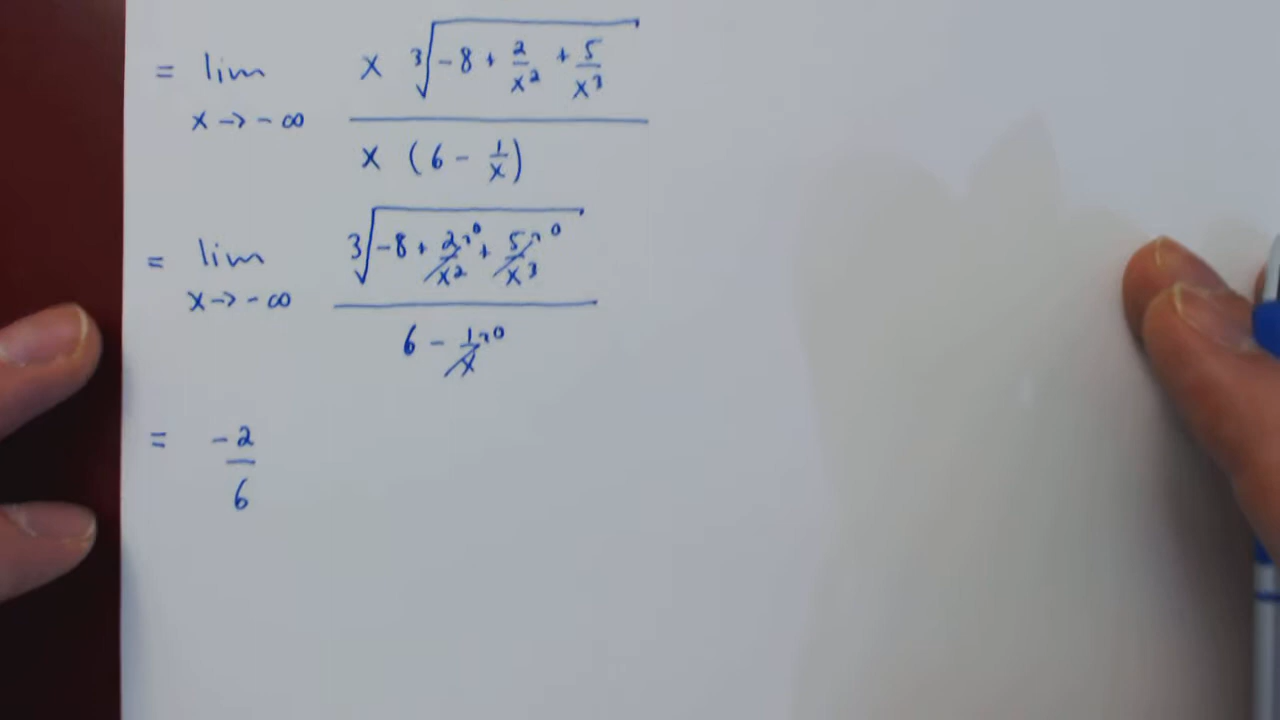 = lim x→-∞ x ∛(-8 + 2/x² + 5/x³) / x (6 - 1/x)
= lim x→-∞ ∛(-8 + 2/x²→0 + 5/x³→0) / 6 - 1/x→0
= -2/6